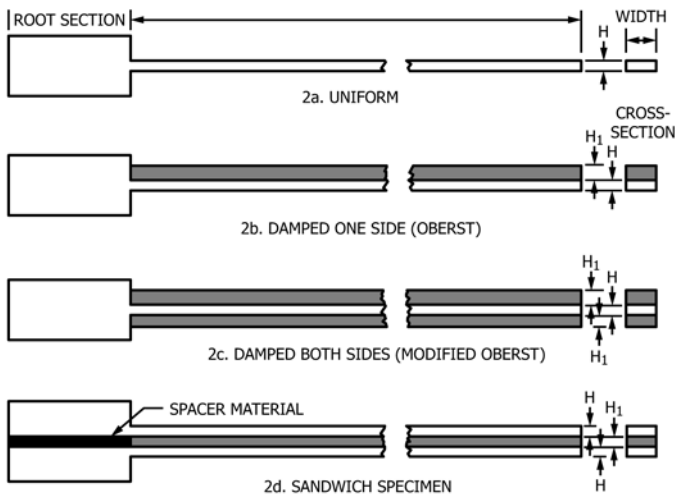 ROOT SECTION
H
WIDTH
2a. UNIFORM
CROSS-
SECTION
H1
H
2b. DAMPED ONE SIDE (OBERST)
H1
H
H1
2c. DAMPED BOTH SIDES (MODIFIED OBERST)
SPACER MATERIAL
H
H1
H
2d. SANDWICH SPECIMEN